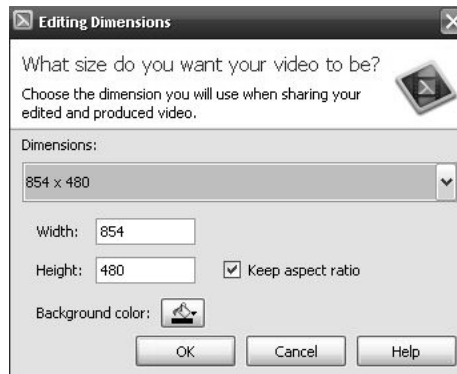 Editing Dimensions
What size do you want your video to be?
Choose the dimension you will use when sharing your
edited and produced video.
Dimensions:
854 x 480
Width: 854
Height: 480 Keep aspect ratio
Background color:
OK Cancel Help